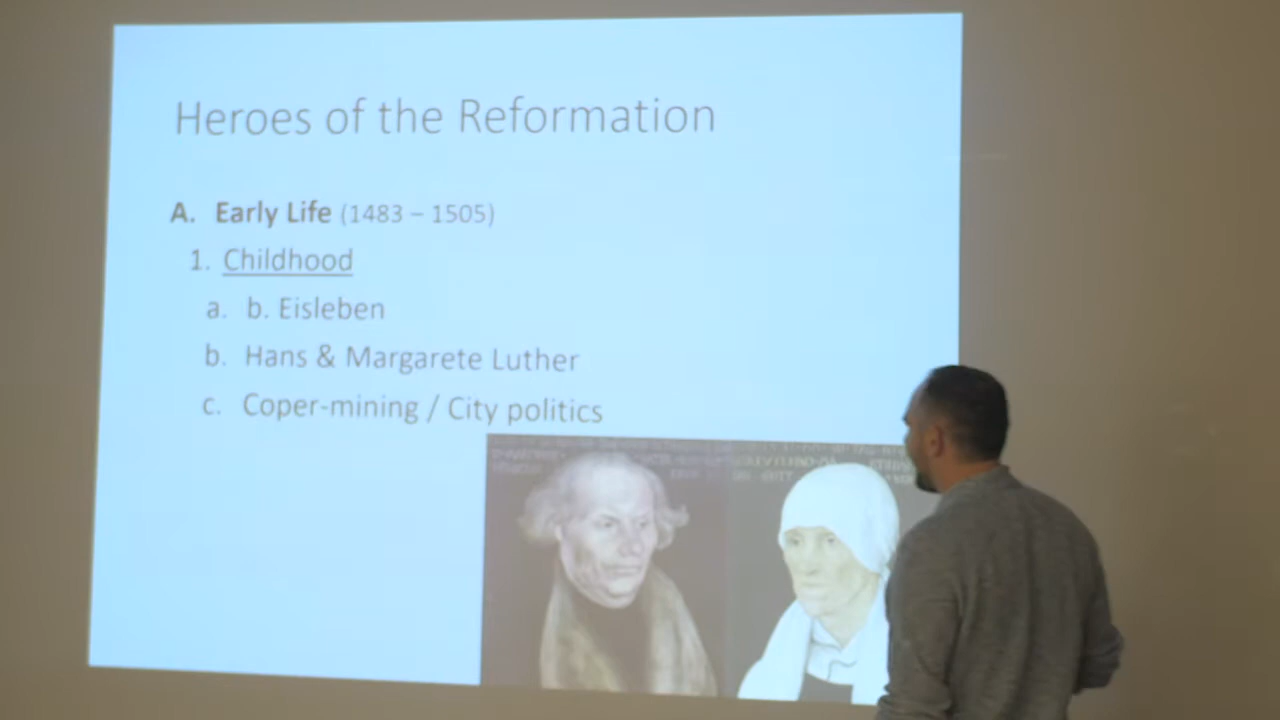 Heroes of the Reformation
A. Early Life (1483 – 1505)
1. Childhood
a. b. Eisleben
b. Hans & Margarete Luther
c. Coper-mining / City politics